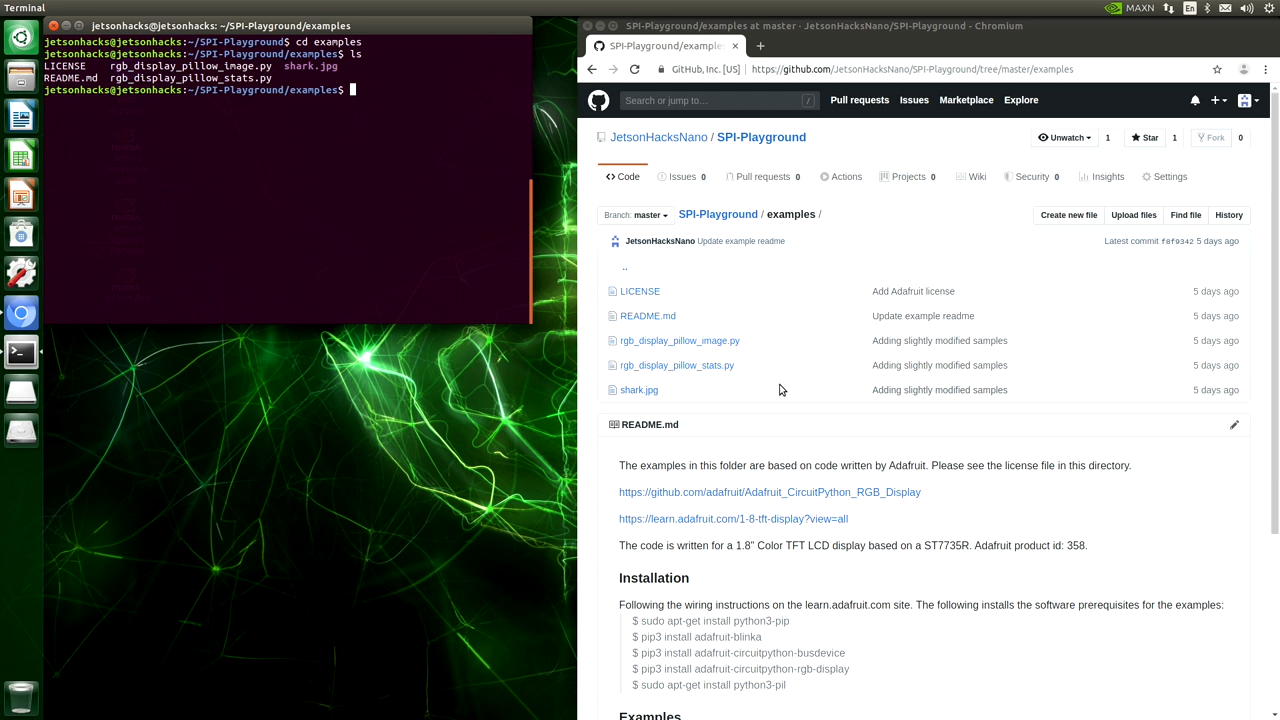 Terminal
MAXN
En
jetsonhacks@jetsonhacks: ~/SPI-Playground/examples
jetsonhacks@jetsonhacks:~/SPI-Playground$ cd examples
jetsonhacks@jetsonhacks:~/SPI-Playground/examples$ ls
LICENSE rgb_display_pillow_image.py shark.jpg
README.md rgb_display_pillow_stats.py
jetsonhacks@jetsonhacks:~/SPI-Playground/examples$
SPI-Playground/examples at master · JetsonHacksNano/SPI-Playground - Chromium
SPI-Playground/examples
GitHub, Inc. [US] https://github.com/JetsonHacksNano/SPI-Playground/tree/master/examples
Search or jump to… / Pull requests Issues Marketplace Explore
JetsonHacksNano / SPI-Playground Unwatch 1 Star 1 Fork 0
Code Issues 0 Pull requests 0 Actions Projects 0 Wiki Security 0 Insights Settings
Branch: master SPI-Playground / examples / Create new file Upload files Find file History
JetsonHacksNano Update example readme Latest commit f8f9342 5 days ago
..
LICENSE Add Adafruit license 5 days ago
README.md Update example readme 5 days ago
rgb_display_pillow_image.py Adding slightly modified samples 5 days ago
rgb_display_pillow_stats.py Adding slightly modified samples 5 days ago
shark.jpg Adding slightly modified samples 5 days ago
README.md
The examples in this folder are based on code written by Adafruit. Please see the license file in this directory.
https://github.com/adafruit/Adafruit_CircuitPython_RGB_Display
https://learn.adafruit.com/1-8-tft-display?view=all
The code is written for a 1.8" Color TFT LCD display based on a ST7735R. Adafruit product id: 358.
Installation
Following the wiring instructions on the learn.adafruit.com site. The following installs the software prerequisites for the examples:
$ sudo apt-get install python3-pip
$ pip3 install adafruit-blinka
$ pip3 install adafruit-circuitpython-busdevice
$ pip3 install adafruit-circuitpython-rgb-display
$ sudo apt-get install python3-pil
Examples